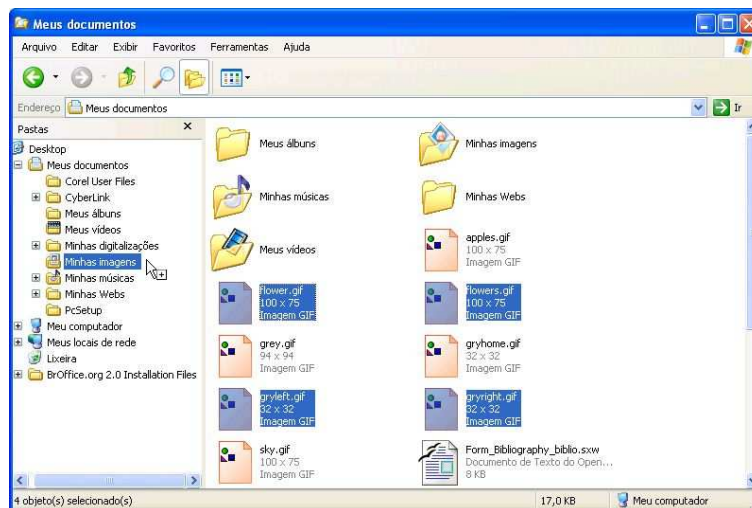 Meus documentos
Arquivo Editar Exibir Favoritos Ferramentas Ajuda
Endereço Meus documentos Ir
Pastas
Desktop
Meus documentos
Corel User Files
CyberLink
Meus álbuns
Meus vídeos
Minhas digitalizações
Minhas imagens
Minhas músicas
Minhas Webs
PcSetup
Meu computador
Meus locais de rede
Lixeira
BrOffice.org 2.0 Installation Files
Meus álbuns
Minhas imagens
Minhas músicas
Minhas Webs
Meus vídeos
apples.gif
100 x 75
Imagem GIF
flower.gif
100 x 75
Imagem GIF
flowers.gif
100 x 75
Imagem GIF
grey.gif
94 x 94
Imagem GIF
gryhome.gif
32 x 32
Imagem GIF
gryleft.gif
32 x 32
Imagem GIF
gryright.gif
32 x 32
Imagem GIF
sky.gif
100 x 75
Imagem GIF
Form_Bibliography_biblio.sxw
Documento de Texto do Open...
8 KB
4 objeto(s) selecionado(s) 17,0 KB Meu computador